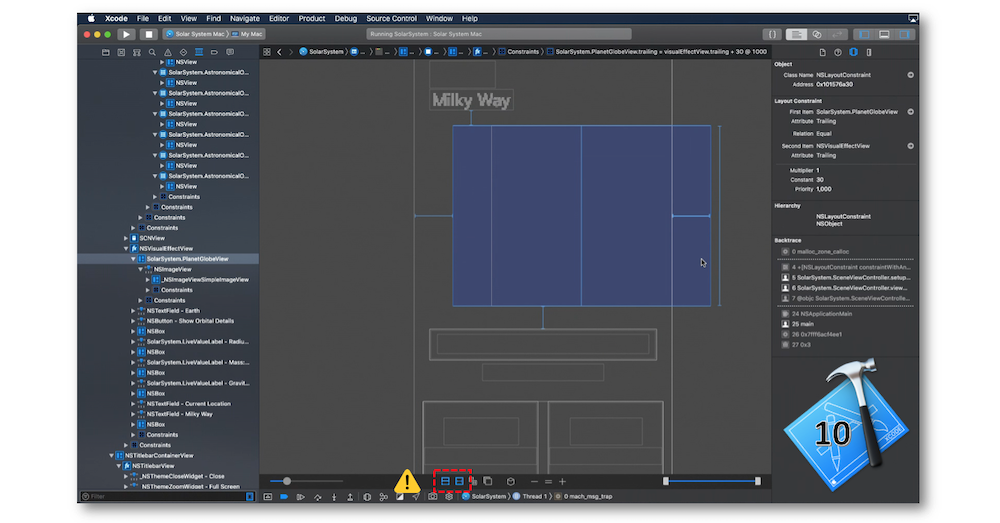 Xcode File Edit View Find Navigate Editor Product Debug Source Control Window Help
Solar System Mac My Mac
Running SolarSystem : Solar System Mac
SolarSystem Constraints SolarSystem.PlanetGlobeView.trailing = visualEffectView.trailing + 30 @ 1000
NSView
SolarSystem.AstronomicalO...
NSView
SolarSystem.AstronomicalO...
NSView
SolarSystem.AstronomicalO...
NSView
SolarSystem.AstronomicalO...
NSView
SolarSystem.AstronomicalO...
NSView
SolarSystem.AstronomicalO...
NSView
Constraints
Constraints
Constraints
Constraints
SCNView
NSVisualEffectView
SolarSystem.PlanetGlobeView
NSImageView
_NSImageViewSimpleImageView
Constraints
Constraints
NSTextField - Earth
NSButton - Show Orbital Details
NSBox
SolarSystem.LiveValueLabel - Radiu...
NSBox
SolarSystem.LiveValueLabel - Mass:...
NSBox
SolarSystem.LiveValueLabel - Gravit...
NSBox
NSTextField - Current Location
NSTextField - Milky Way
NSBox
Constraints
Constraints
NSTitlebarContainerView
NSTitlebarView
_NSThemeCloseWidget - Close
_NSThemeZoomWidget - Full Screen
Filter
Milky Way
Object
Class Name NSLayoutConstraint
Address 0x101576a30
Layout Constraint
First Item SolarSystem.PlanetGlobeView
Attribute Trailing
Relation Equal
Second Item NSVisualEffectView
Attribute Trailing
Multiplier 1
Constant 30
Priority 1,000
Hierarchy
NSLayoutConstraint
NSObject
Backtrace
0 malloc_zone_calloc
4 +[NSLayoutConstraint constraintWithAn...
5 SolarSystem.SceneViewController.setup...
6 SolarSystem.SceneViewController.view...
7 @objc SolarSystem.SceneViewController...
24 NSApplicationMain
25 main
26 0x7fff6acf4ee1
27 0x3
10
XCODE
SolarSystem Thread 1 0 mach_msg_trap